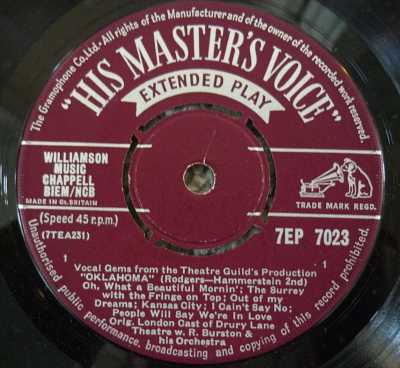 The Gramophone Co., Ltd.- All rights of the Manufacturer and of the owner of the recorded work reserved.
"HIS MASTER'S VOICE"
EXTENDED PLAY
WILLIAMSON
MUSIC
CHAPPELL
BIEM/NCB
MADE IN GT. BRITAIN
TRADE MARK REGD.
(Speed 45 r.p.m.)
(7TEA231)
7EP 7023
1
1
Vocal Gems from the Theatre Guild's Production
"OKLAHOMA" (Rodgers-Hammerstein 2nd)
Oh, What a Beautiful Mornin'; The Surrey
with the Fringe on Top; Out of my
Dreams; Kansas City; I Cain't Say No;
People Will Say We're in Love
Orig. London Cast of Drury Lane
Theatre w. R. Burston &
his Orchestra
Unauthorised public performance, broadcasting and copying of this record prohibited.